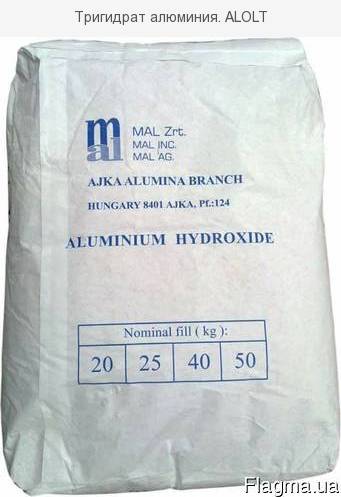 Тригидрат алюминия. ALOLT
mal
MAL Zrt.
MAL INC.
MAL AG.
AJKA ALUMINA BRANCH
HUNGARY 8401 AJKA, Pf.:124
ALUMINIUM HYDROXIDE
Nominal fill ( kg ):
20 25 40 50
Flagma.ua